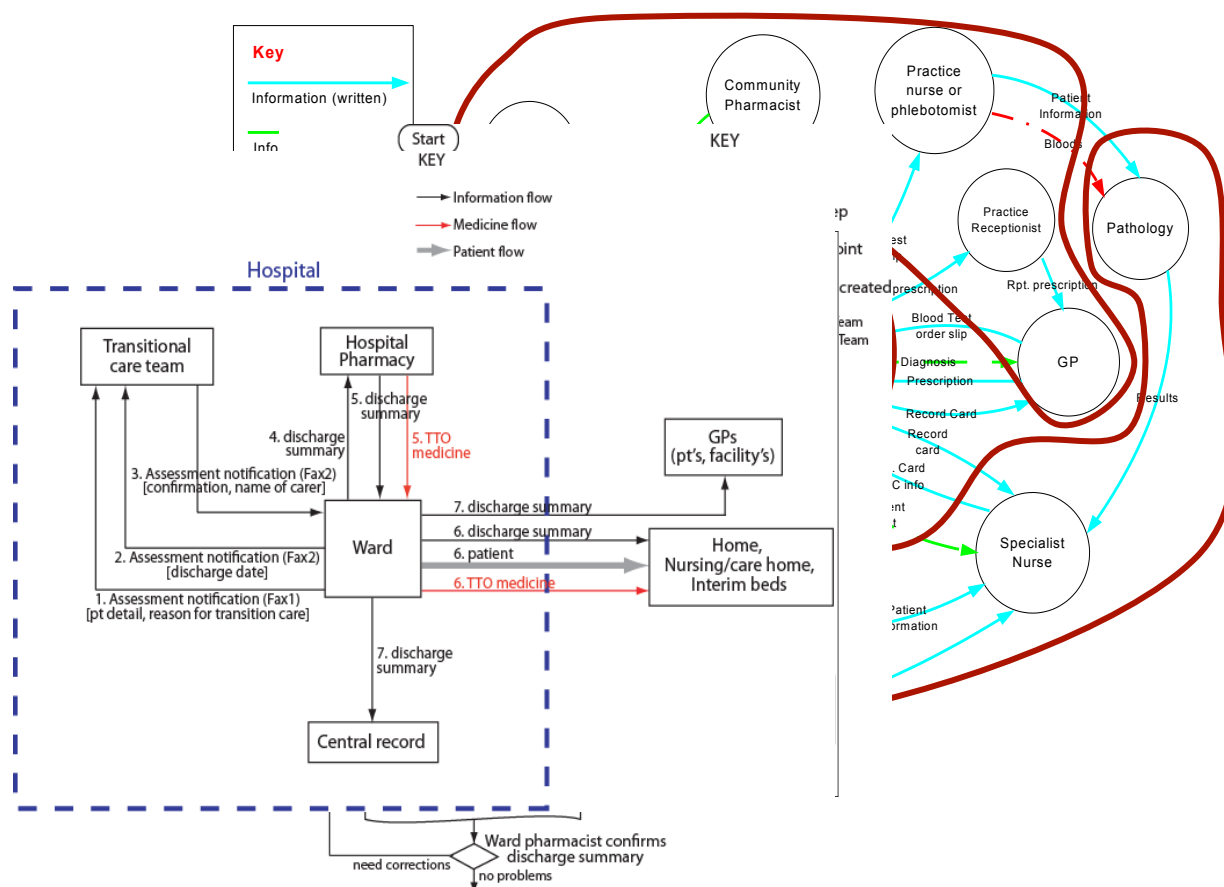 Key
Information (written)
Info
Start
KEY
Information flow
Medicine flow
Patient flow
Community
Pharmacist
KEY
Practice
nurse or
phlebotomist
Patient
Information
Bloods
Pathology
Practice
Receptionist
Rpt. prescription
prescription
point
created
Team
Team
Blood Test
order slip
GP
Diagnosis
Prescription
Record Card
Record
card
Card
info
Results
Specialist
Nurse
Patient
Hospital
Transitional
care team
Hospital
Pharmacy
5. discharge
summary
4. discharge
summary
5. TTO
medicine
3. Assessment notification (Fax2)
[confirmation, name of carer]
GPs
(pt's, facility's)
7. discharge summary
6. discharge summary
Ward
6. patient
6. TTO medicine
Home,
Nursing/care home,
Interim beds
2. Assessment notification (Fax2)
[discharge date]
1. Assessment notification (Fax1)
[pt detail, reason for transition care]
7. discharge
summary
Central record
Ward pharmacist confirms
discharge summary
need corrections
no problems